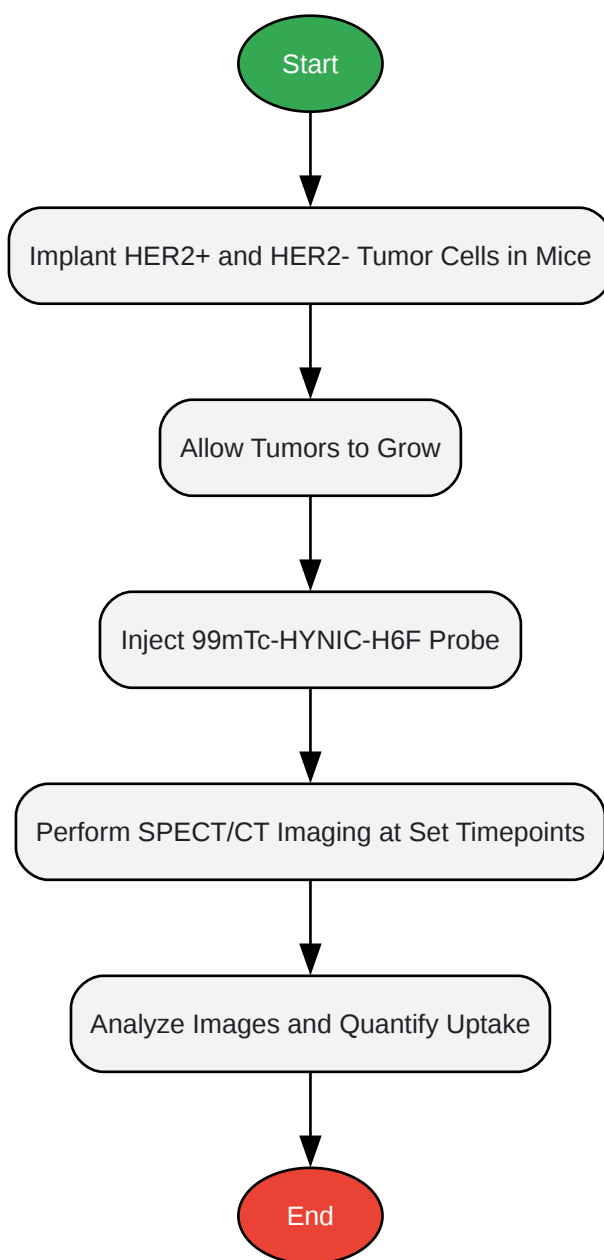 Start
Implant HER2+ and HER2- Tumor Cells in Mice
Allow Tumors to Grow
Inject 99mTc-HYNIC-H6F Probe
Perform SPECT/CT Imaging at Set Timepoints
Analyze Images and Quantify Uptake
End